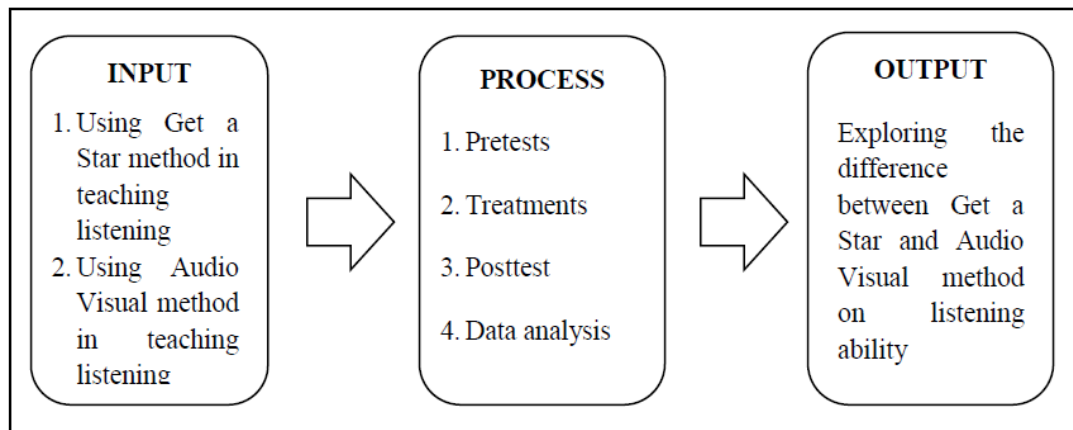 INPUT
1. Using Get a
Star method in
teaching
listening
2. Using Audio
Visual method
in teaching
listening
PROCESS
1. Pretests
2. Treatments
3. Posttest
4. Data analysis
OUTPUT
Exploring the
difference
between Get a
Star and Audio
Visual method
on listening
ability